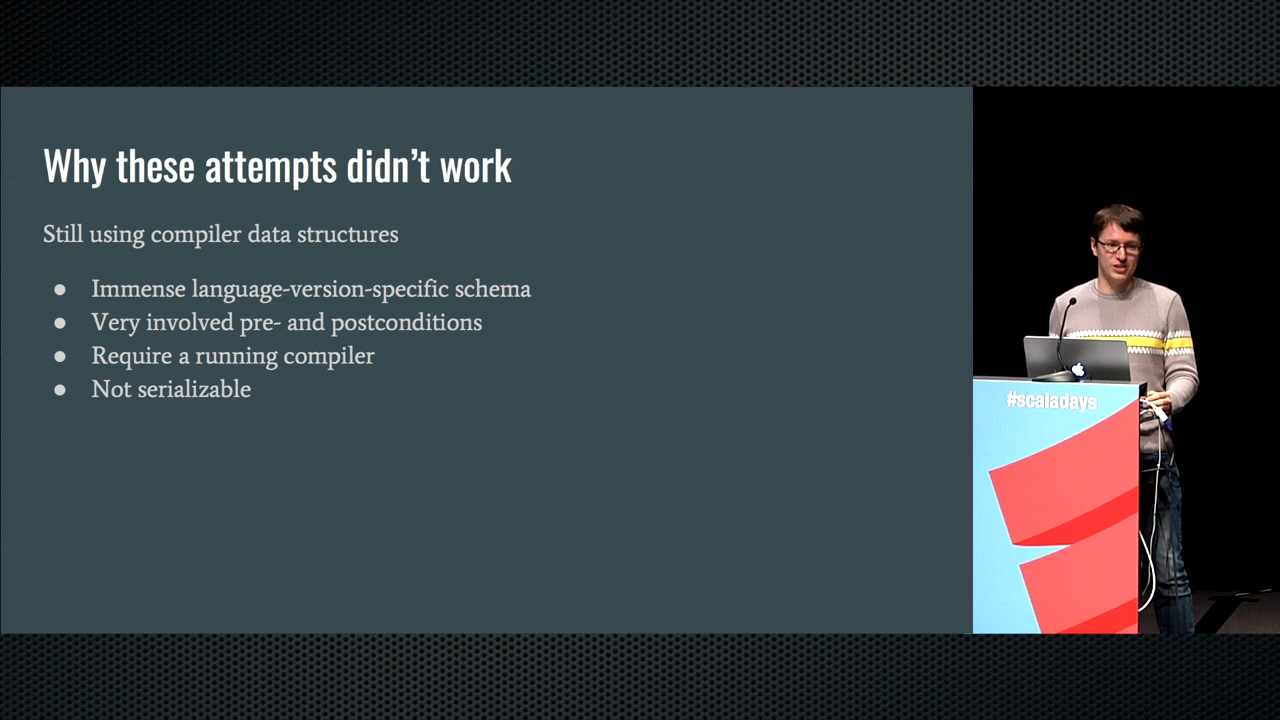 Why these attempts didn’t work
Still using compiler data structures
● Immense language-version-specific schema
● Very involved pre- and postconditions
● Require a running compiler
● Not serializable
#scaladays